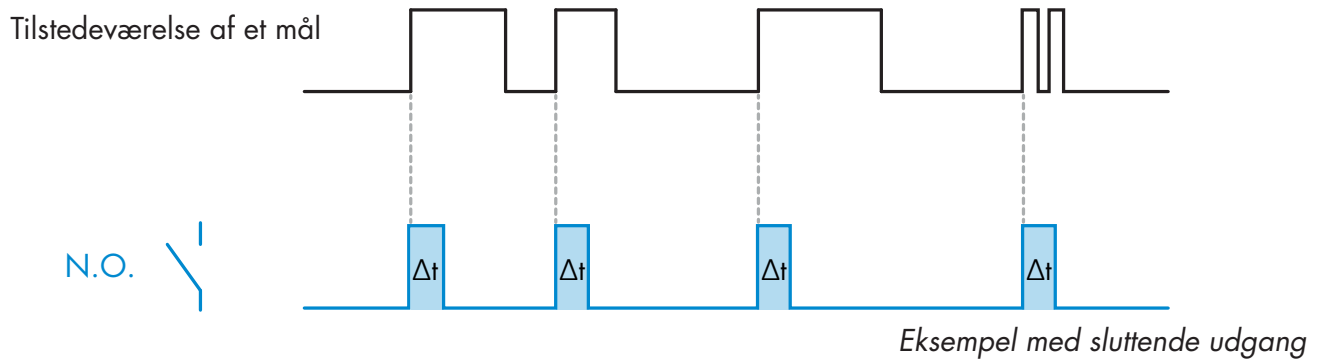 Tilstedeværelse af et mål
N.O.
Δt Δt Δt Δt
Eksempel med sluttende udgang